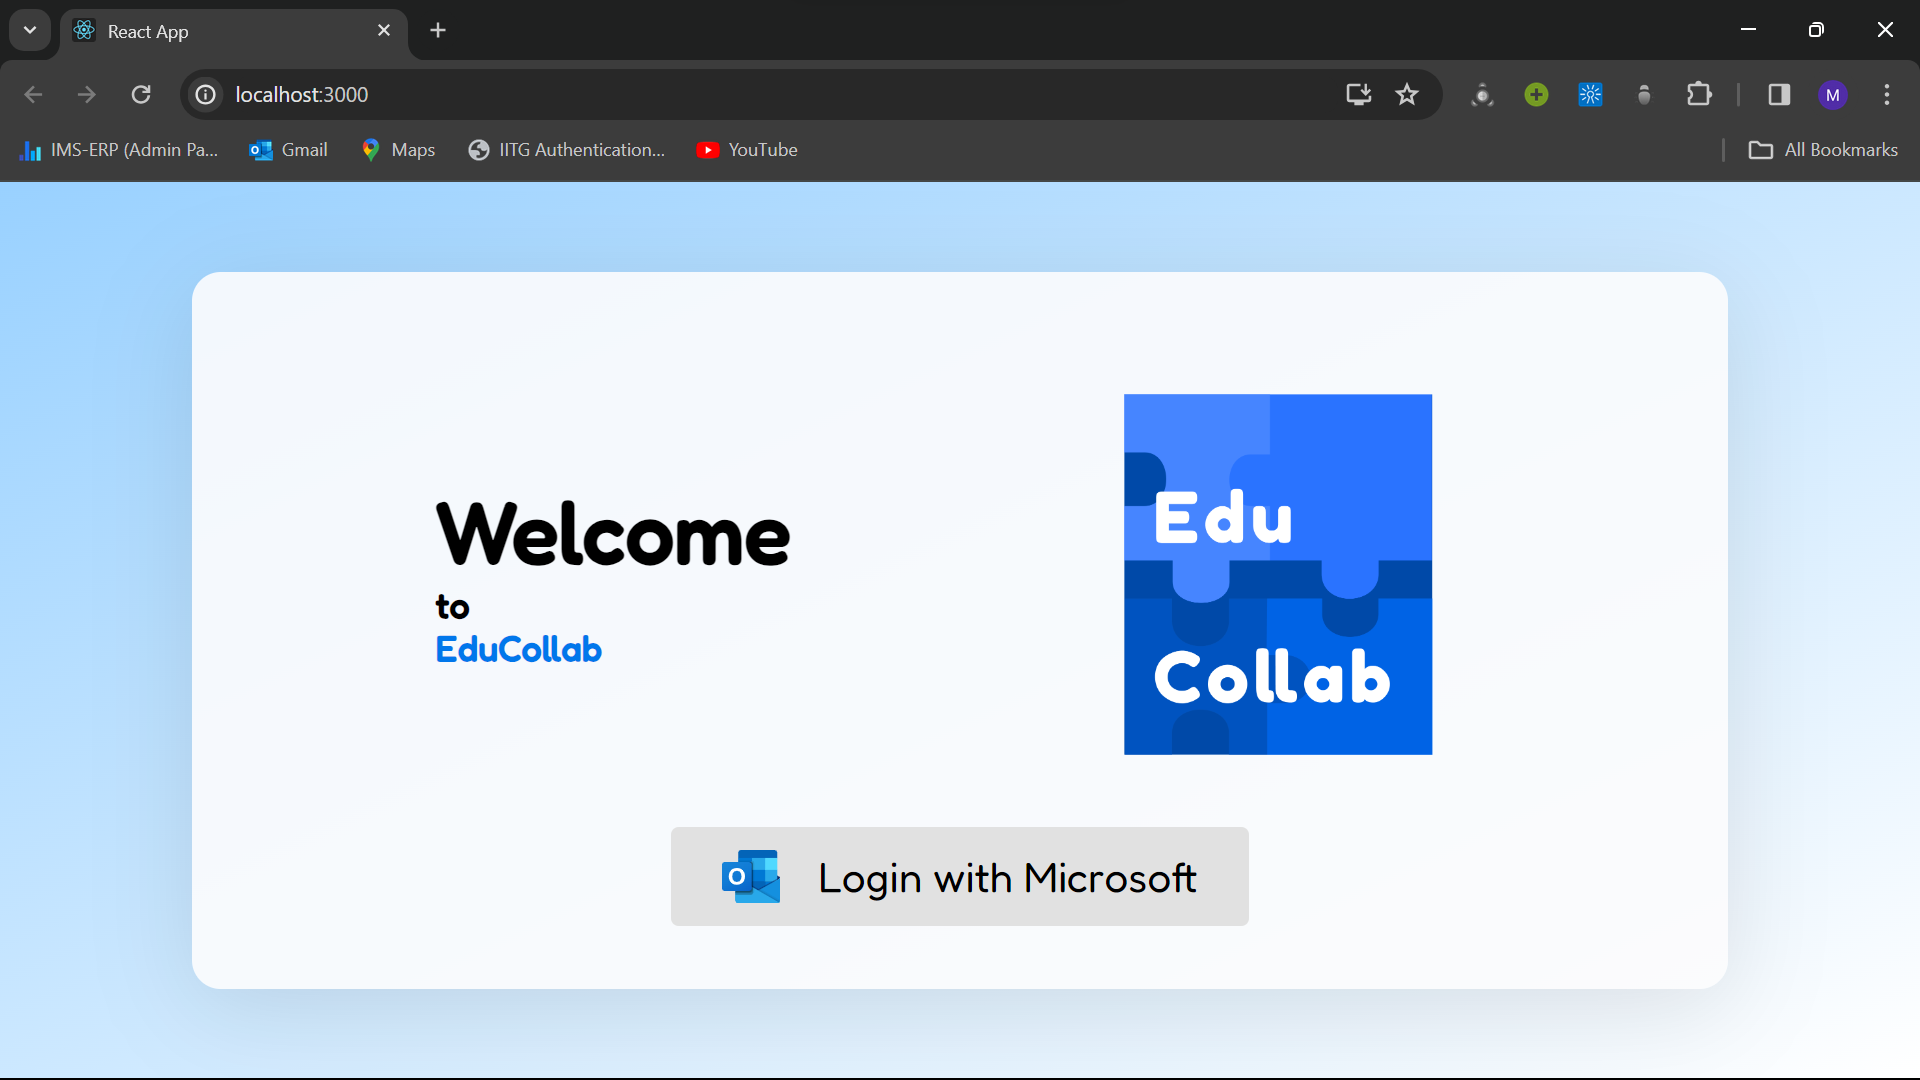 React App
localhost:3000
M
IMS-ERP (Admin Pa...
Gmail
Maps
IITG Authentication...
YouTube
All Bookmarks
Welcome
to
EduCollab
Edu
Collab
Login with Microsoft